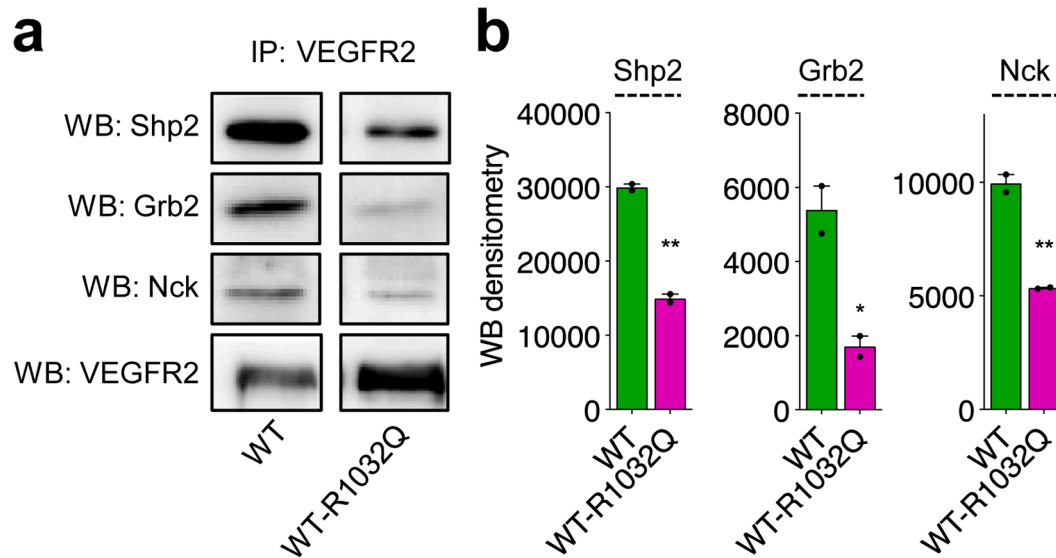 a
IP: VEGFR2
WB: Shp2
WB: Grb2
WB: Nck
WB: VEGFR2
WT
WT-R1032Q
b
WB densitometry
Shp2
40000
30000
20000
10000
0
**
WT
WT-R1032Q
Grb2
8000
6000
4000
2000
0
*
WT
WT-R1032Q
Nck
10000
5000
0
**
WT
WT-R1032Q